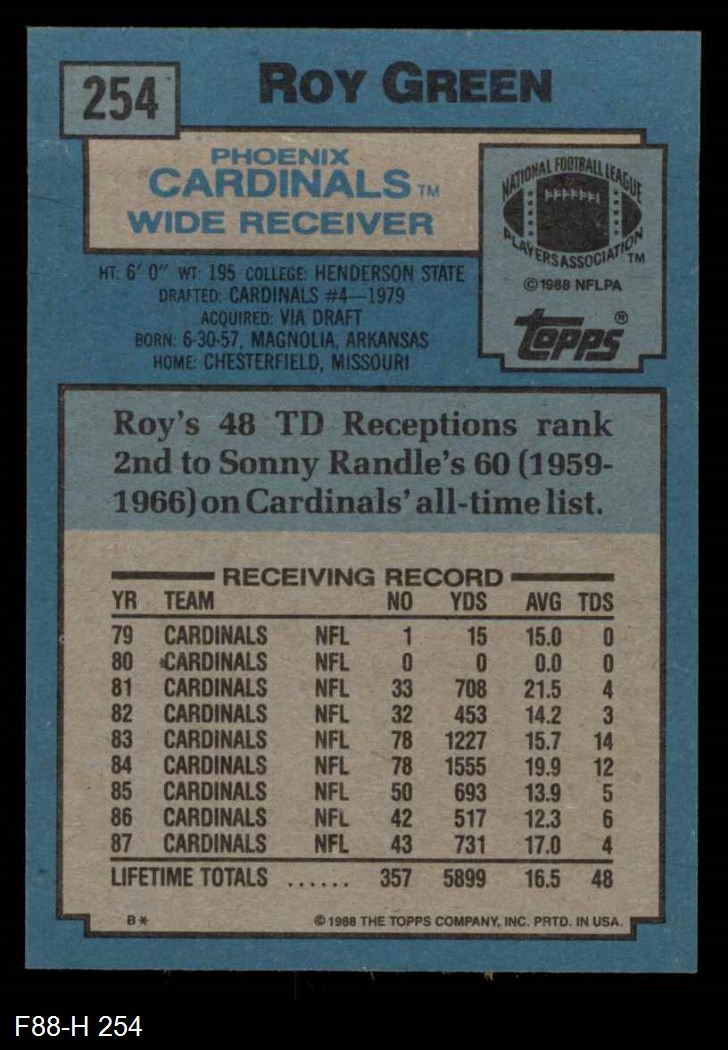 254
ROY GREEN
PHOENIX
CARDINALS TM
WIDE RECEIVER
NATIONAL FOOTBALL LEAGUE
PLAYERS ASSOCIATION TM
©1988 NFLPA
topps®
HT: 6' 0" WT: 195 COLLEGE: HENDERSON STATE
DRAFTED: CARDINALS #4—1979
ACQUIRED: VIA DRAFT
BORN: 6-30-57, MAGNOLIA, ARKANSAS
HOME: CHESTERFIELD, MISSOURI
Roy's 48 TD Receptions rank
2nd to Sonny Randle's 60 (1959-
1966) on Cardinals' all-time list.
RECEIVING RECORD
YR TEAM NO YDS AVG TDS
79 CARDINALS NFL 1 15 15.0 0
80 CARDINALS NFL 0 0 0.0 0
81 CARDINALS NFL 33 708 21.5 4
82 CARDINALS NFL 32 453 14.2 3
83 CARDINALS NFL 78 1227 15.7 14
84 CARDINALS NFL 78 1555 19.9 12
85 CARDINALS NFL 50 693 13.9 5
86 CARDINALS NFL 42 517 12.3 6
87 CARDINALS NFL 43 731 17.0 4
LIFETIME TOTALS ...... 357 5899 16.5 48
B* ©1988 THE TOPPS COMPANY, INC. PRTD. IN USA.
F88-H 254